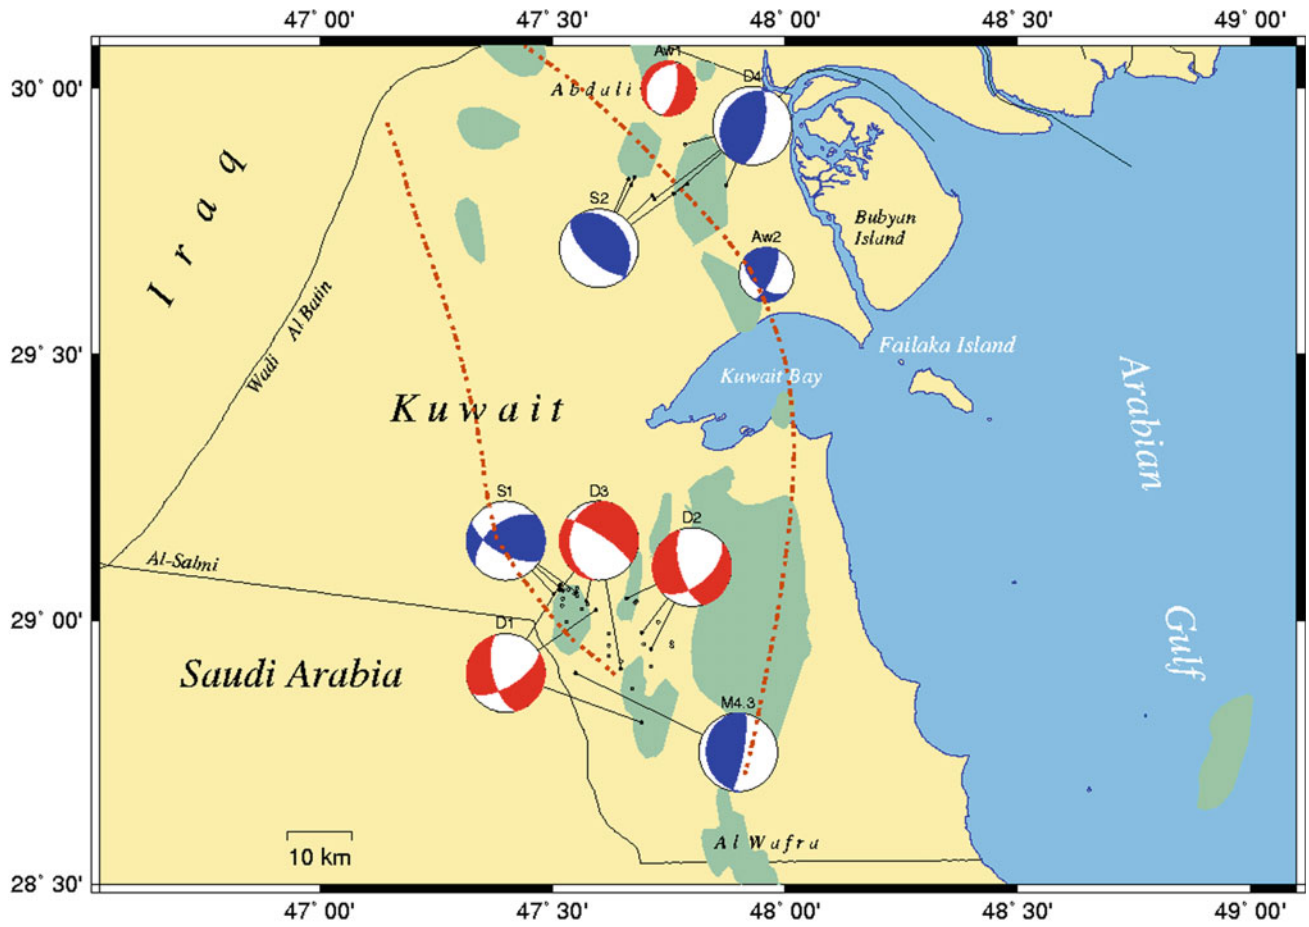 47° 00' 47° 30' 48° 00' 48° 30' 49° 00'
30° 00'
29° 30'
29° 00'
28° 30'
Aw1
Abdali
D4
Iraq
S2
Bubyan
Island
Aw2
Wadi Al Batin
Failaka Island
Kuwait Bay
Kuwait
Arabian
Gulf
S1
D3
D2
Al-Salmi
D1
Saudi Arabia
M4.3
Al Wafra
10 km
47° 00' 47° 30' 48° 00' 48° 30' 49° 00'